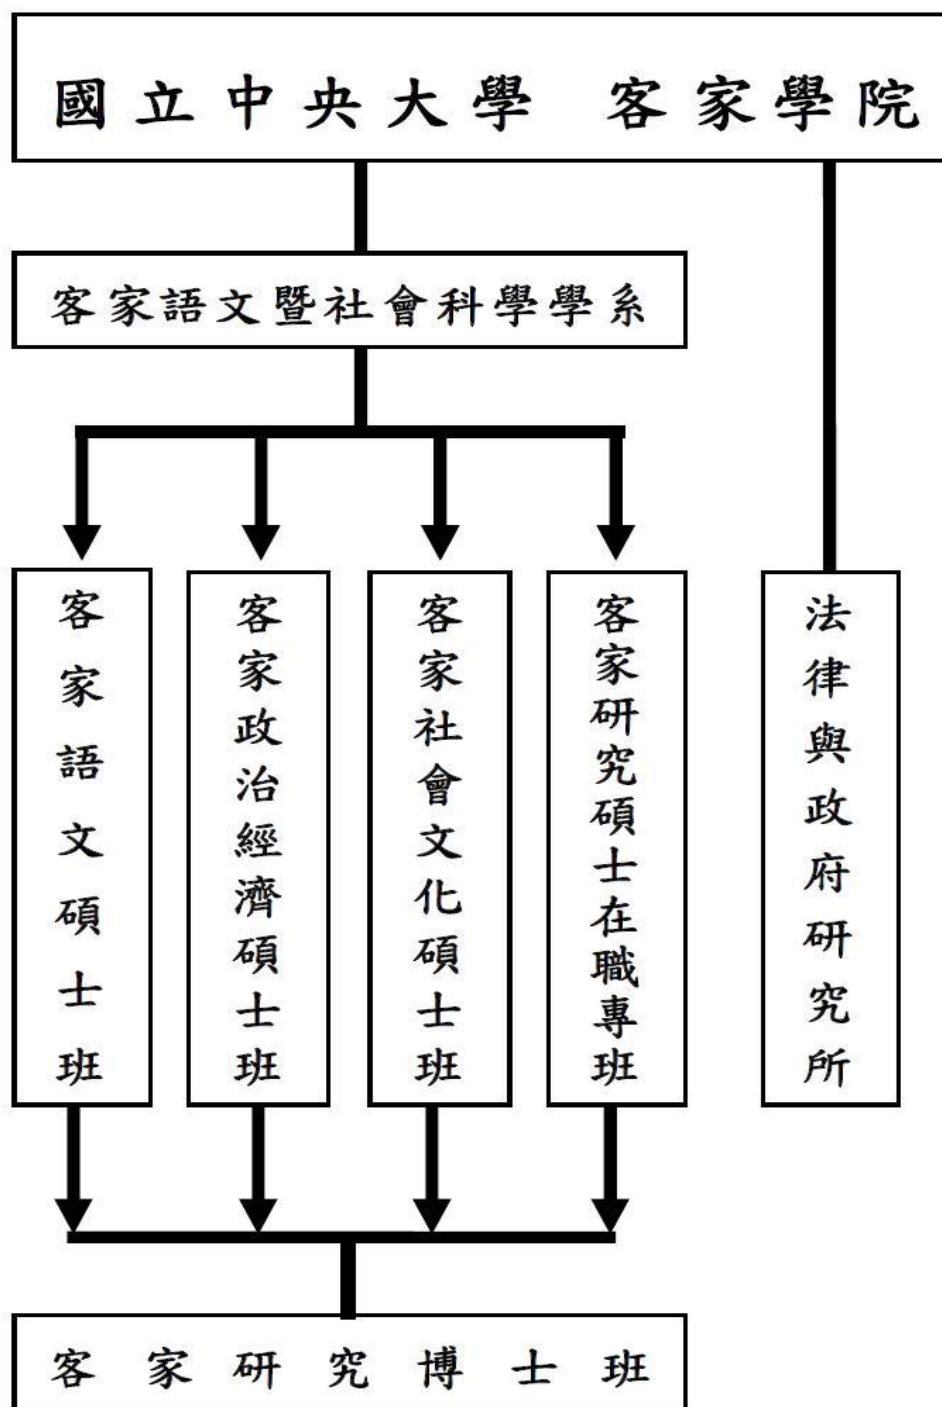 國立中央大學 客家學院
客家語文暨社會科學學系
客家語文碩士班
客家政治經濟碩士班
客家社會文化碩士班
客家研究碩士在職專班
法律與政府研究所
客家研究博士班